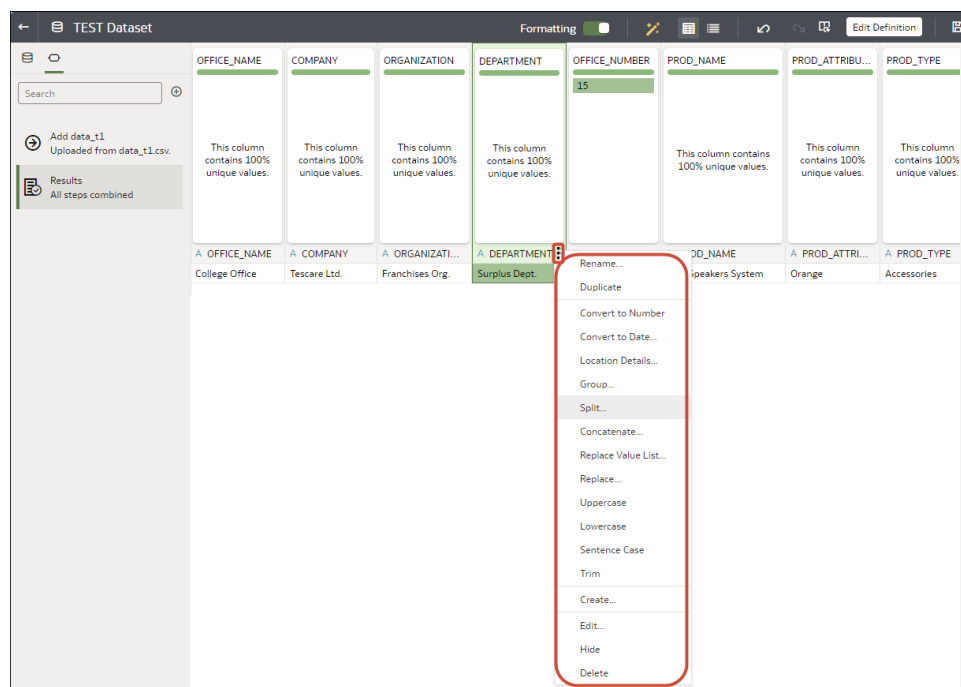 TEST Dataset
Formatting
Edit Definition
Search
Add data_t1
Uploaded from data_t1.csv.
Results
All steps combined
OFFICE_NAME COMPANY ORGANIZATION DEPARTMENT OFFICE_NUMBER PROD_NAME PROD_ATTRIBU... PROD_TYPE
15
This column contains 100% unique values.
This column contains 100% unique values.
This column contains 100% unique values.
This column contains 100% unique values.
This column contains 100% unique values.
This column contains 100% unique values.
This column contains 100% unique values.
A OFFICE_NAME A COMPANY A ORGANIZATI... A DEPARTMENT OD_NAME A PROD_ATTRI... A PROD_TYPE
College Office Tescare Ltd. Franchises Org. Surplus Dept. Speakers System Orange Accessories
Rename...
Duplicate
Convert to Number
Convert to Date...
Location Details...
Group...
Split...
Concatenate...
Replace Value List...
Replace...
Uppercase
Lowercase
Sentence Case
Trim
Create...
Edit...
Hide
Delete